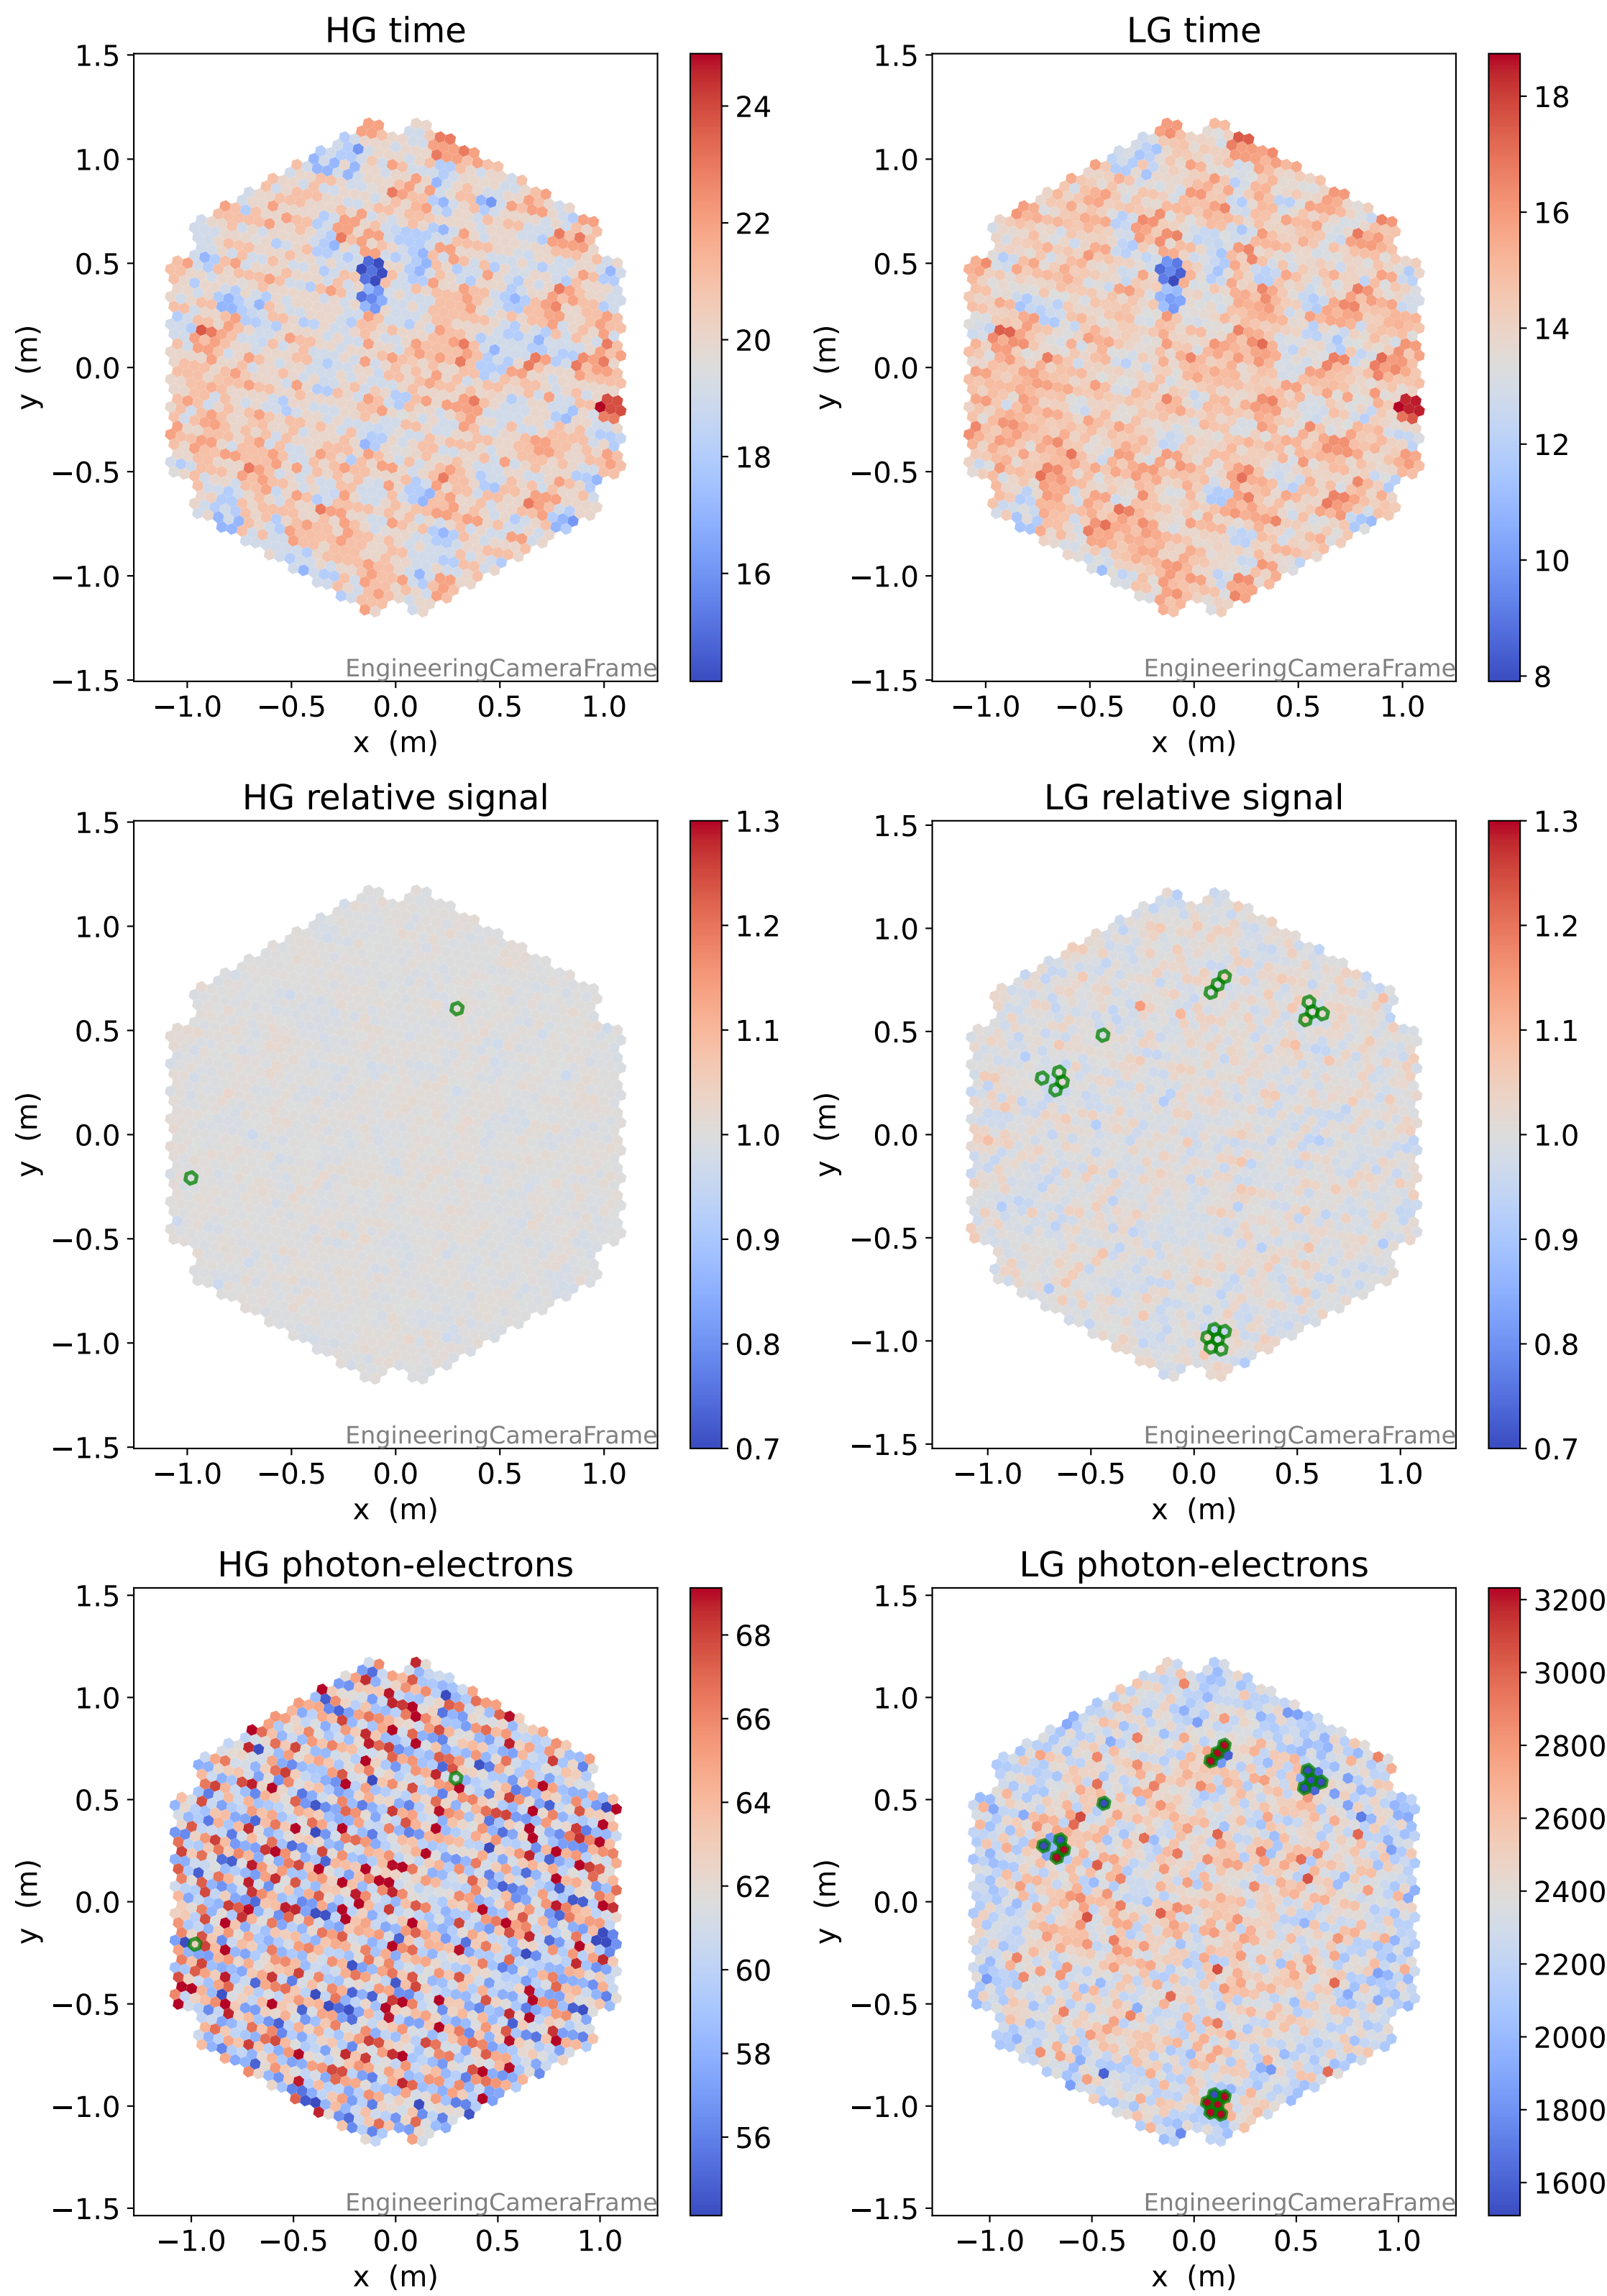 HG time
1.5
1.0
0.5
0.0
−0.5
−1.0
−1.5
y (m)
−1.0 −0.5 0.0 0.5 1.0
x (m)
EngineeringCameraFrame
24
22
20
18
16
LG time
1.5
1.0
0.5
0.0
−0.5
−1.0
−1.5
y (m)
−1.0 −0.5 0.0 0.5 1.0
x (m)
EngineeringCameraFrame
18
16
14
12
10
8
HG relative signal
1.5
1.0
0.5
0.0
−0.5
−1.0
−1.5
y (m)
−1.0 −0.5 0.0 0.5 1.0
x (m)
EngineeringCameraFrame
1.3
1.2
1.1
1.0
0.9
0.8
0.7
LG relative signal
1.5
1.0
0.5
0.0
−0.5
−1.0
−1.5
y (m)
−1.0 −0.5 0.0 0.5 1.0
x (m)
EngineeringCameraFrame
1.3
1.2
1.1
1.0
0.9
0.8
0.7
HG photon-electrons
1.5
1.0
0.5
0.0
−0.5
−1.0
−1.5
y (m)
−1.0 −0.5 0.0 0.5 1.0
x (m)
EngineeringCameraFrame
68
66
64
62
60
58
56
LG photon-electrons
1.5
1.0
0.5
0.0
−0.5
−1.0
−1.5
y (m)
−1.0 −0.5 0.0 0.5 1.0
x (m)
EngineeringCameraFrame
3200
3000
2800
2600
2400
2200
2000
1800
1600